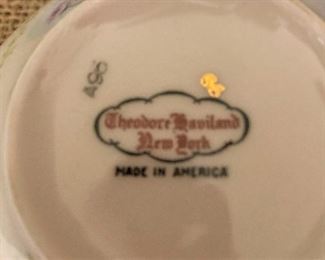 Theodore Haviland
New York
MADE IN AMERICA